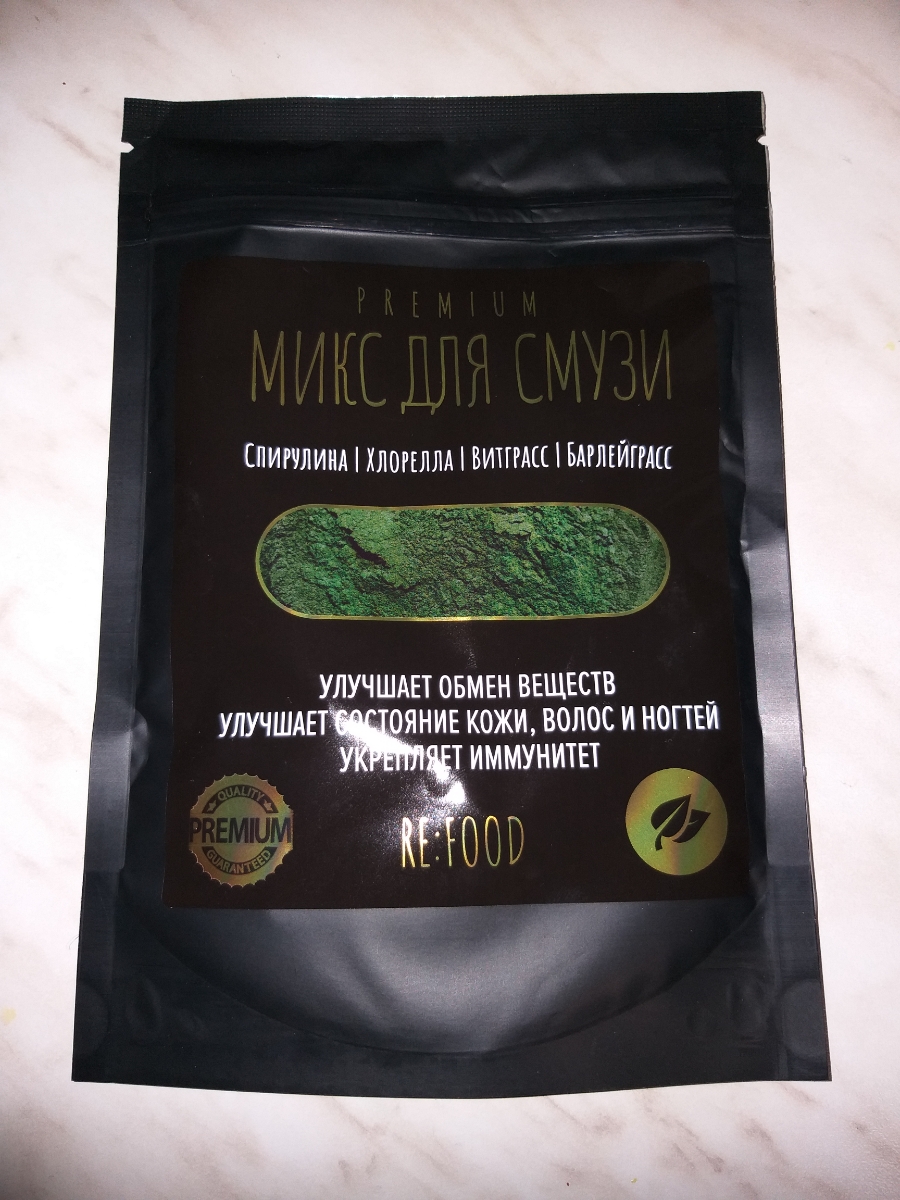 PREMIUM
МИКС ДЛЯ СМУЗИ
СПИРУЛИНА | ХЛОРЕЛЛА | ВИТГРАСС | БАРЛЕЙГРАСС
УЛУЧШАЕТ ОБМЕН ВЕЩЕСТВ
УЛУЧШАЕТ СОСТОЯНИЕ КОЖИ, ВОЛОС И НОГТЕЙ
УКРЕПЛЯЕТ ИММУНИТЕТ
QUALITY
PREMIUM
GUARANTEED
RE:FOOD